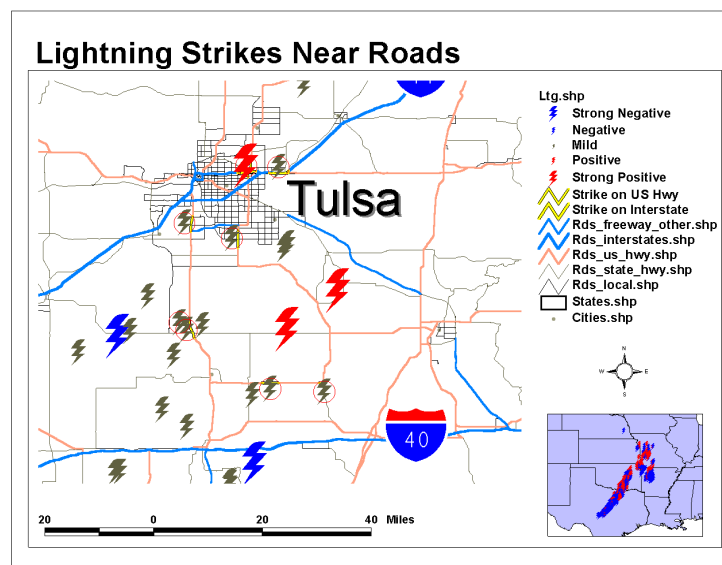 Lightning Strikes Near Roads
Tulsa
40
Ltg.shp
Strong Negative
Negative
Mild
Positive
Strong Positive
Strike on US Hwy
Strike on Interstate
Rds_freeway_other.shp
Rds_interstates.shp
Rds_us_hwy.shp
Rds_state_hwy.shp
Rds_local.shp
States.shp
Cities.shp
N
W E
S
20 0 20 40 Miles